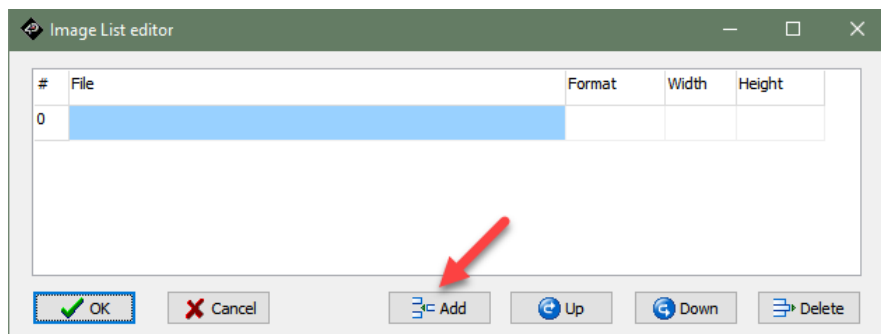 Image List editor
# File Format Width Height
0
OK Cancel Add Up Down Delete